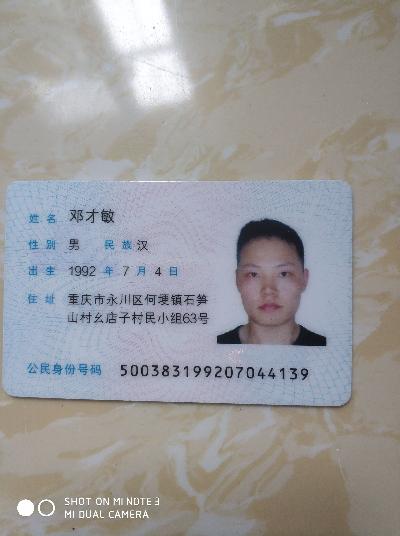 姓名 邓才敏
性别 男 民族 汉
出生 1992 年 7 月 4 日
住址 重庆市永川区何埂镇石笋
山村幺店子村民小组63号
公民身份号码 500383199207044139
SHOT ON MI NOTE 3
MI DUAL CAMERA